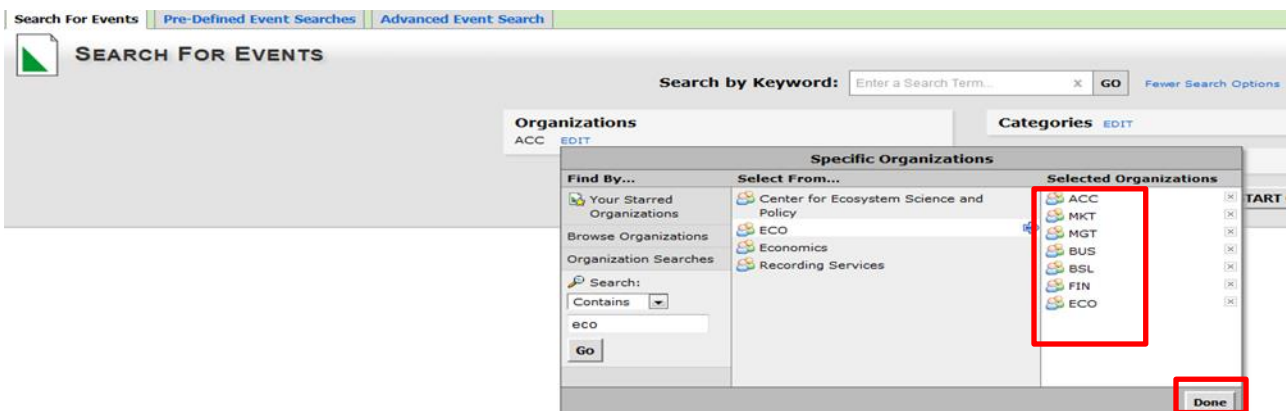 Search For Events Pre-Defined Event Searches Advanced Event Search
SEARCH FOR EVENTS
Search by Keyword: Enter a Search Term... x GO Fewer Search Options
Organizations
ACC EDIT
Categories EDIT
Specific Organizations
Find By...
Your Starred
Organizations
Browse Organizations
Organization Searches
Search:
Contains
eco
Go
Select From...
Center for Ecosystem Science and
Policy
ECO
Economics
Recording Services
Selected Organizations
ACC
MKT
MGT
BUS
BSL
FIN
ECO
TART
Done